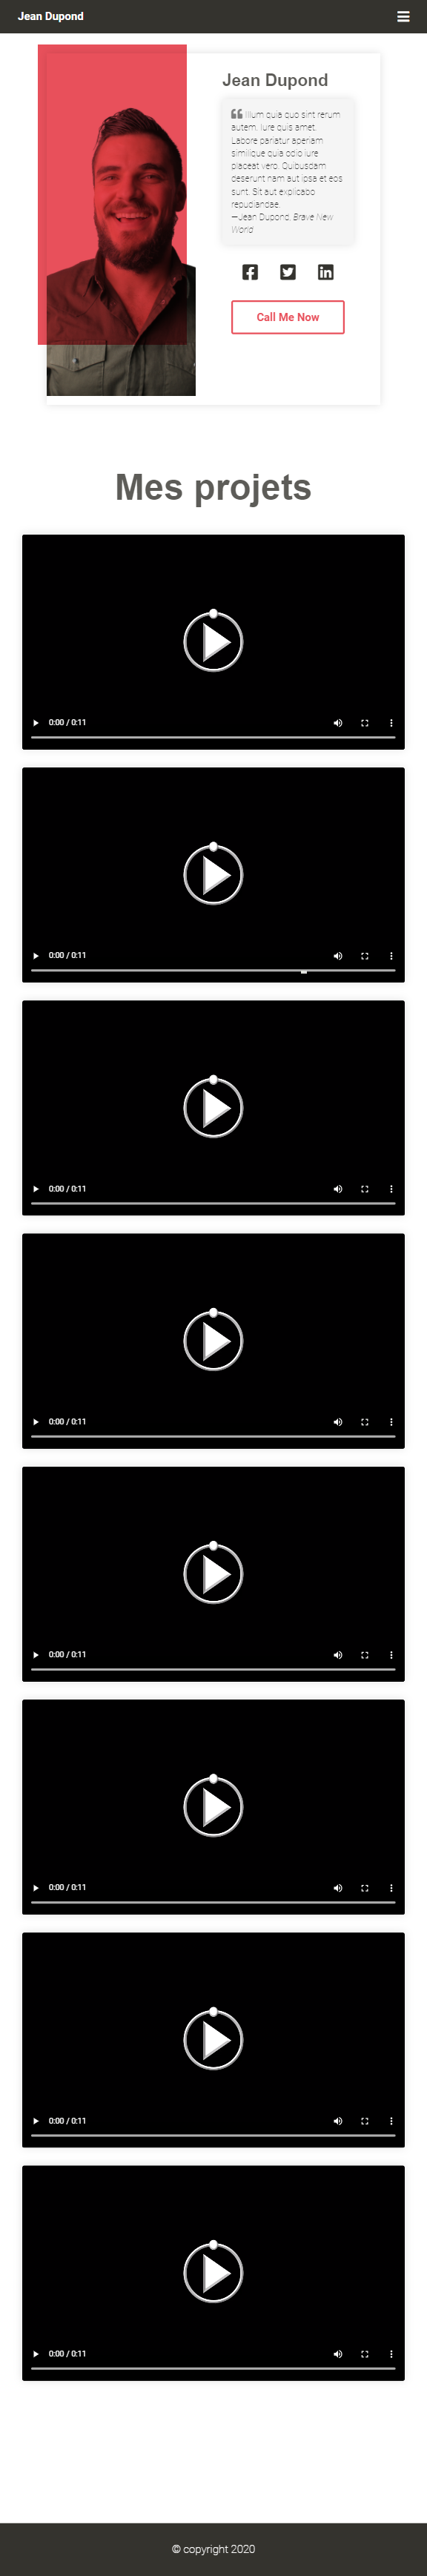 Jean Dupond
Jean Dupond
Illum quia quo sint rerum
autem. Iure quis amet.
Labore pariatur aperiam
similique quia odio iure
placeat vero. Quibusdam
deserunt nam aut ipsa et eos
sunt. Sit aut explicabo
repudiandae.
—Jean Dupond, Brave New
World
Call Me Now
Mes projets
0:00 / 0:11
0:00 / 0:11
0:00 / 0:11
0:00 / 0:11
0:00 / 0:11
0:00 / 0:11
0:00 / 0:11
0:00 / 0:11
© copyright 2020